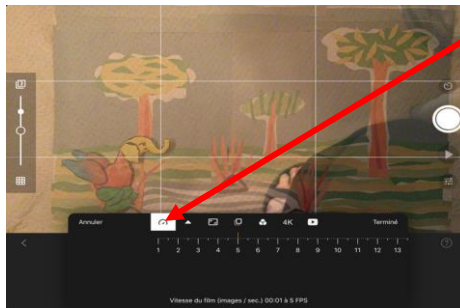 Annuler 4K Terminé
1 2 3 4 5 6 7 8 9 10 11 12 13
Vitesse du film (images / sec.) 00:01 à 5 FPS